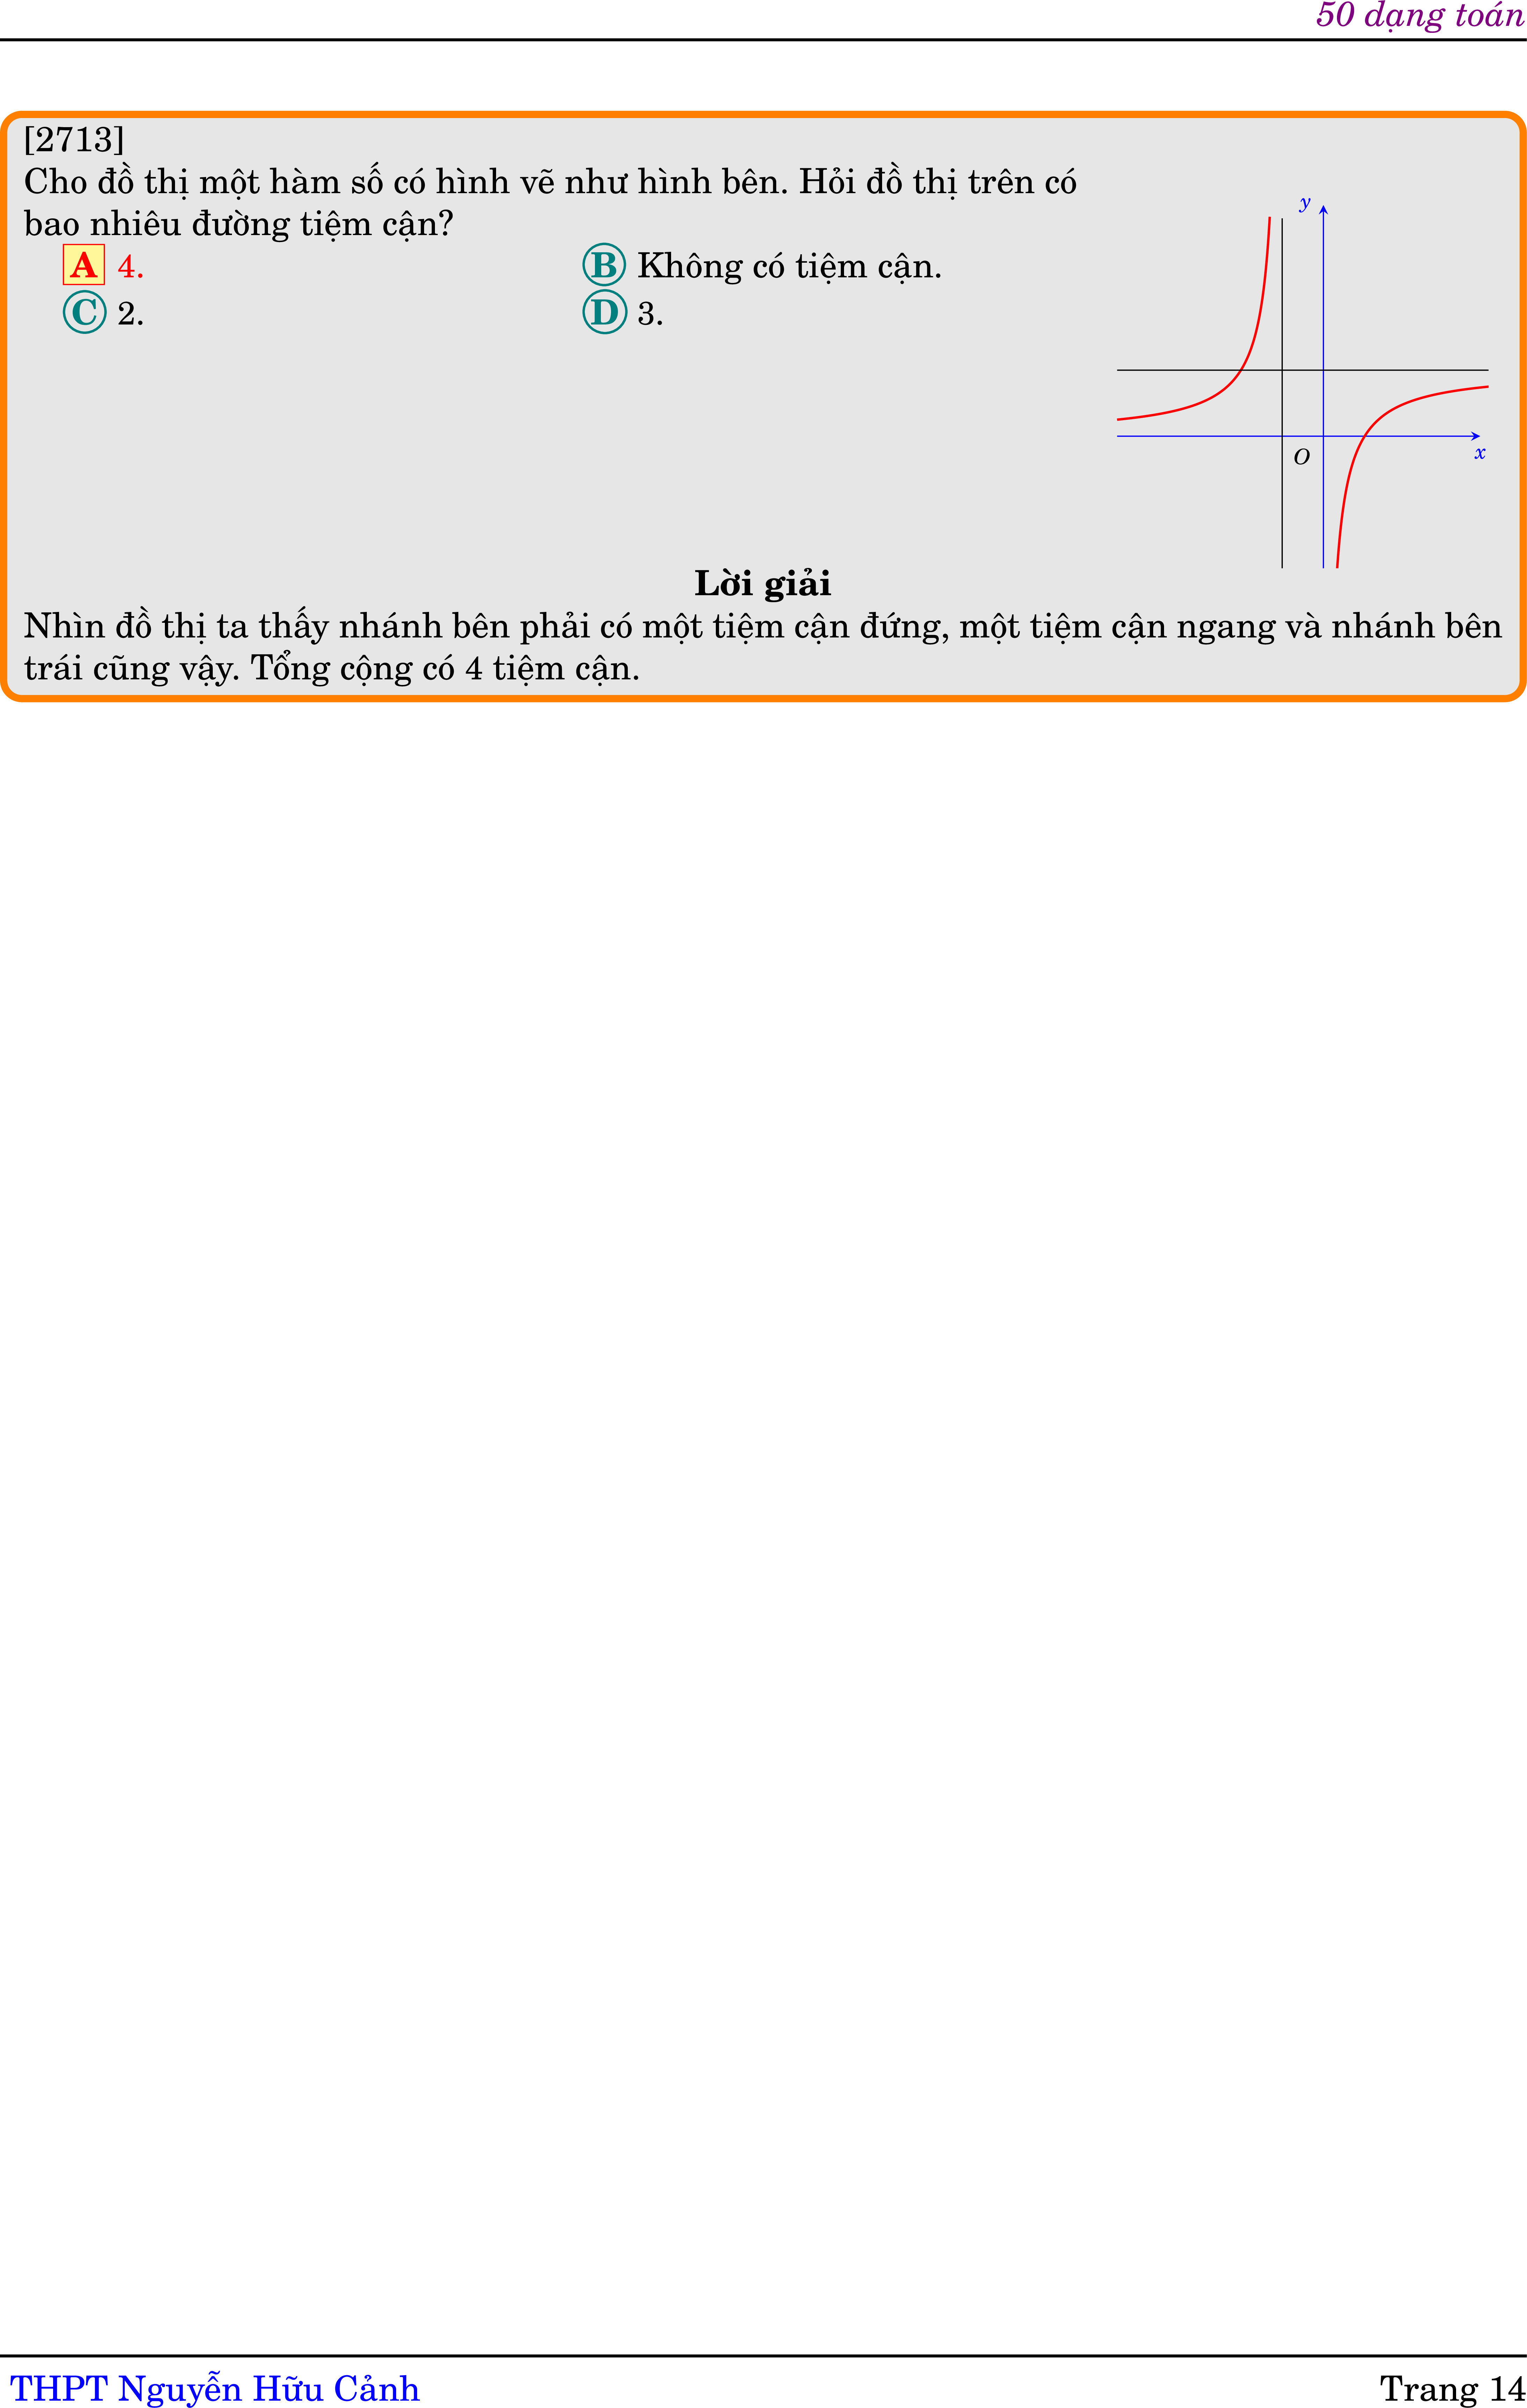 50 dạng toán
[2713]
Cho đồ thị một hàm số có hình vẽ như hình bên. Hỏi đồ thị trên có
bao nhiêu đường tiệm cận?
A 4.
B Không có tiệm cận.
C 2.
D 3.
y
O
x
Lời giải
Nhìn đồ thị ta thấy nhánh bên phải có một tiệm cận đứng, một tiệm cận ngang và nhánh bên
trái cũng vậy. Tổng cộng có 4 tiệm cận.
THPT Nguyễn Hữu Cảnh
Trang 14